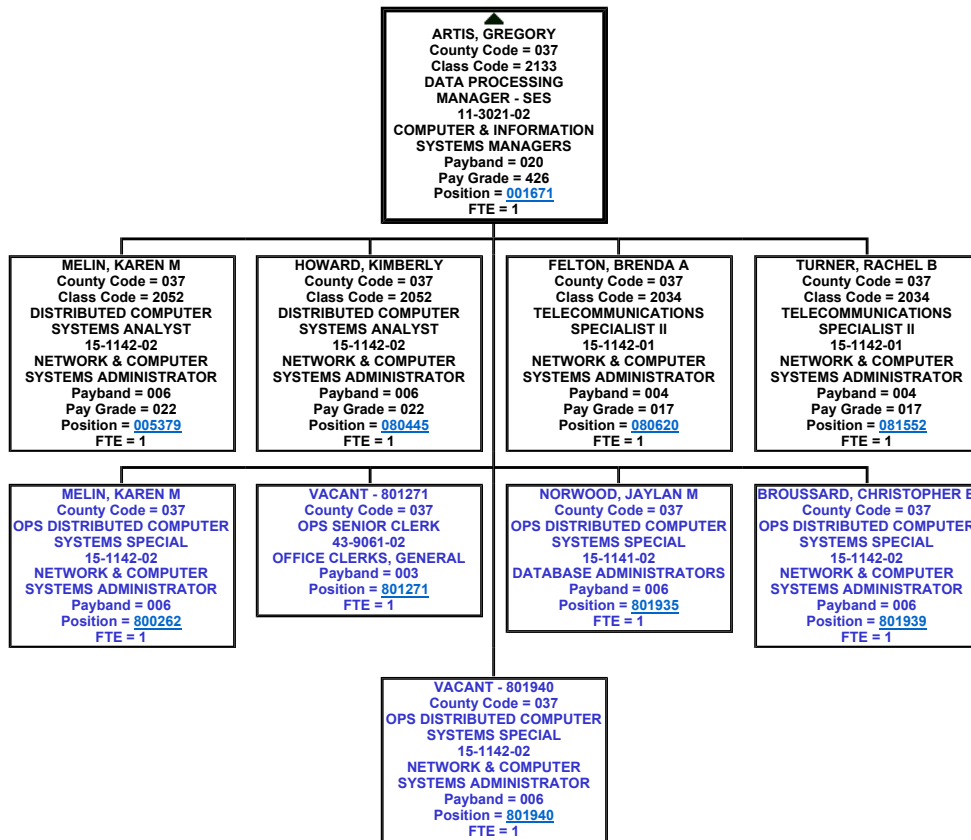 ARTIS, GREGORY
County Code = 037
Class Code = 2133
DATA PROCESSING
MANAGER - SES
11-3021-02
COMPUTER & INFORMATION
SYSTEMS MANAGERS
Payband = 020
Pay Grade = 426
Position = 001671
FTE = 1
MELIN, KAREN M
County Code = 037
Class Code = 2052
DISTRIBUTED COMPUTER
SYSTEMS ANALYST
15-1142-02
NETWORK & COMPUTER
SYSTEMS ADMINISTRATOR
Payband = 006
Pay Grade = 022
Position = 005379
FTE = 1
HOWARD, KIMBERLY
County Code = 037
Class Code = 2052
DISTRIBUTED COMPUTER
SYSTEMS ANALYST
15-1142-02
NETWORK & COMPUTER
SYSTEMS ADMINISTRATOR
Payband = 006
Pay Grade = 022
Position = 080445
FTE = 1
FELTON, BRENDA A
County Code = 037
Class Code = 2034
TELECOMMUNICATIONS
SPECIALIST II
15-1142-01
NETWORK & COMPUTER
SYSTEMS ADMINISTRATOR
Payband = 004
Pay Grade = 017
Position = 080620
FTE = 1
TURNER, RACHEL B
County Code = 037
Class Code = 2034
TELECOMMUNICATIONS
SPECIALIST II
15-1142-01
NETWORK & COMPUTER
SYSTEMS ADMINISTRATOR
Payband = 004
Pay Grade = 017
Position = 081552
FTE = 1
MELIN, KAREN M
County Code = 037
OPS DISTRIBUTED COMPUTER
SYSTEMS SPECIAL
15-1142-02
NETWORK & COMPUTER
SYSTEMS ADMINISTRATOR
Payband = 006
Position = 800262
FTE = 1
VACANT - 801271
County Code = 037
OPS SENIOR CLERK
43-9061-02
OFFICE CLERKS, GENERAL
Payband = 003
Position = 801271
FTE = 1
NORWOOD, JAYLAN M
County Code = 037
OPS DISTRIBUTED COMPUTER
SYSTEMS SPECIAL
15-1141-02
DATABASE ADMINISTRATORS
Payband = 006
Position = 801935
FTE = 1
BROUSSARD, CHRISTOPHER
County Code = 037
OPS DISTRIBUTED COMPUTER
SYSTEMS SPECIAL
15-1142-02
NETWORK & COMPUTER
SYSTEMS ADMINISTRATOR
Payband = 006
Position = 801939
FTE = 1
VACANT - 801940
County Code = 037
OPS DISTRIBUTED COMPUTER
SYSTEMS SPECIAL
15-1142-02
NETWORK & COMPUTER
SYSTEMS ADMINISTRATOR
Payband = 006
Position = 801940
FTE = 1